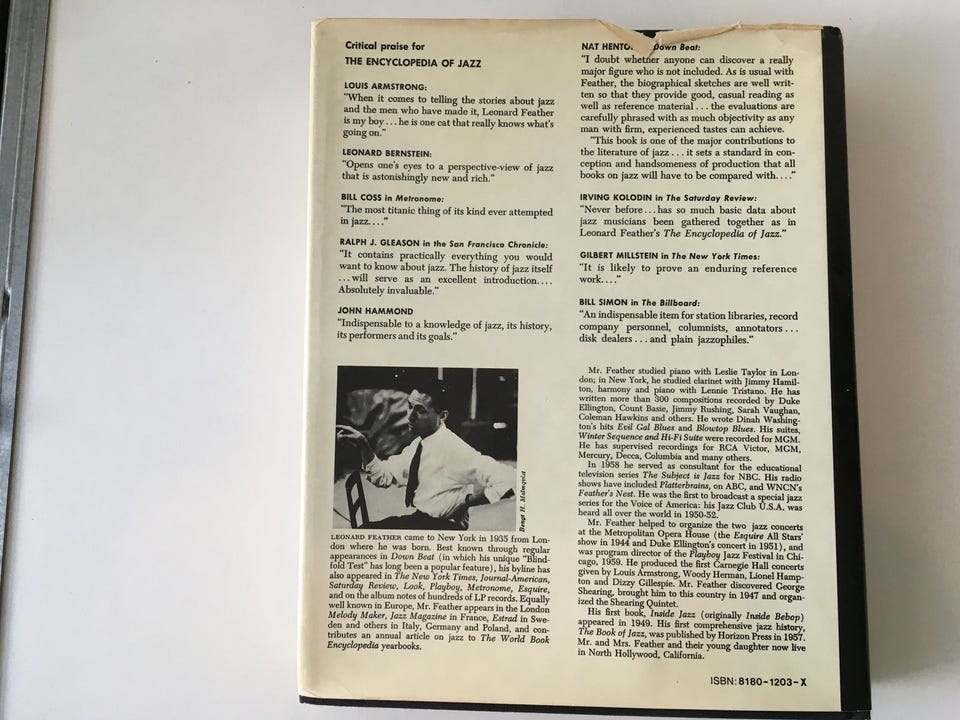 Critical praise for
THE ENCYCLOPEDIA OF JAZZ
LOUIS ARMSTRONG:
"When it comes to telling the stories about jazz
and the men who have made it, Leonard Feather
is my boy...he is one cat that really knows what's
going on."
LEONARD BERNSTEIN:
"Opens one's eyes to a perspective-view of jazz
that is astonishingly new and rich."
BILL COSS in Metronome:
"The most titanic thing of its kind ever attempted
in jazz...."
RALPH J. GLEASON in the San Francisco Chronicle:
"It contains practically everything you would
want to know about jazz. The history of jazz itself
...will serve as an excellent introduction....
Absolutely invaluable."
JOHN HAMMOND
"Indispensable to a knowledge of jazz, its history,
its performers and its goals."
Bengt H. Malmqvist
LEONARD FEATHER came to New York in 1935 from Lon-
don where he was born. Best known through regular
appearances in Down Beat (in which his unique "Blind-
fold Test" has long been a popular feature), his byline has
also appeared in The New York Times, Journal-American,
Saturday Review, Look, Playboy, Metronome, Esquire,
and on the album notes of hundreds of LP records. Equally
well known in Europe, Mr. Feather appears in the London
Melody Maker, Jazz Magazine in France, Estrad in Swe-
den and others in Italy, Germany and Poland, and con-
tributes an annual article on jazz to The World Book
Encyclopedia yearbooks.
NAT HENTO Down Beat:
"I doubt whether anyone can discover a really
major figure who is not included. As is usual with
Feather, the biographical sketches are well writ-
ten so that they provide good, casual reading as
well as reference material...the evaluations are
carefully phrased with as much objectivity as any
man with firm, experienced tastes can achieve.
"This book is one of the major contributions to
the literature of jazz...it sets a standard in con-
ception and handsomeness of production that all
books on jazz will have to be compared with...."
IRVING KOLODIN in The Saturday Review:
"Never before...has so much basic data about
jazz musicians been gathered together as in
Leonard Feather's The Encyclopedia of Jazz."
GILBERT MILLSTEIN in The New York Times:
"It is likely to prove an enduring reference
work...."
BILL SIMON in The Billboard:
"An indispensable item for station libraries, record
company personnel, columnists, annotators...
disk dealers...and plain jazzophiles."
Mr. Feather studied piano with Leslie Taylor in Lon-
don; in New York, he studied clarinet with Jimmy Hamil-
ton, harmony and piano with Lennie Tristano. He has
written more than 300 compositions recorded by Duke
Ellington, Count Basie, Jimmy Rushing, Sarah Vaughan,
Coleman Hawkins and others. He wrote Dinah Washing-
ton's hits Evil Gal Blues and Blowtop Blues. His suites,
Winter Sequence and Hi-Fi Suite were recorded for MGM.
He has supervised recordings for RCA Victor, MGM,
Mercury, Decca, Columbia and many others.
In 1958 he served as consultant for the educational
television series The Subject is Jazz for NBC. His radio
shows have included Platterbrains, on ABC, and WNCN's
Feather's Nest. He was the first to broadcast a special jazz
series for the Voice of America: his Jazz Club U.S.A. was
heard all over the world in 1950-52.
Mr. Feather helped to organize the two jazz concerts
at the Metropolitan Opera House (the Esquire All Stars'
show in 1944 and Duke Ellington's concert in 1951), and
was program director of the Playboy Jazz Festival in Chi-
cago, 1959. He produced the first Carnegie Hall concerts
given by Louis Armstrong, Woody Herman, Lionel Hamp-
ton and Dizzy Gillespie. Mr. Feather discovered George
Shearing, brought him to this country in 1947 and organ-
ized the Shearing Quintet.
His first book, Inside Jazz (originally Inside Bebop)
appeared in 1949. His first comprehensive jazz history,
The Book of Jazz, was published by Horizon Press in 1957.
Mr. and Mrs. Feather and their young daughter now live
in North Hollywood, California.
ISBN: 8180-1203-X